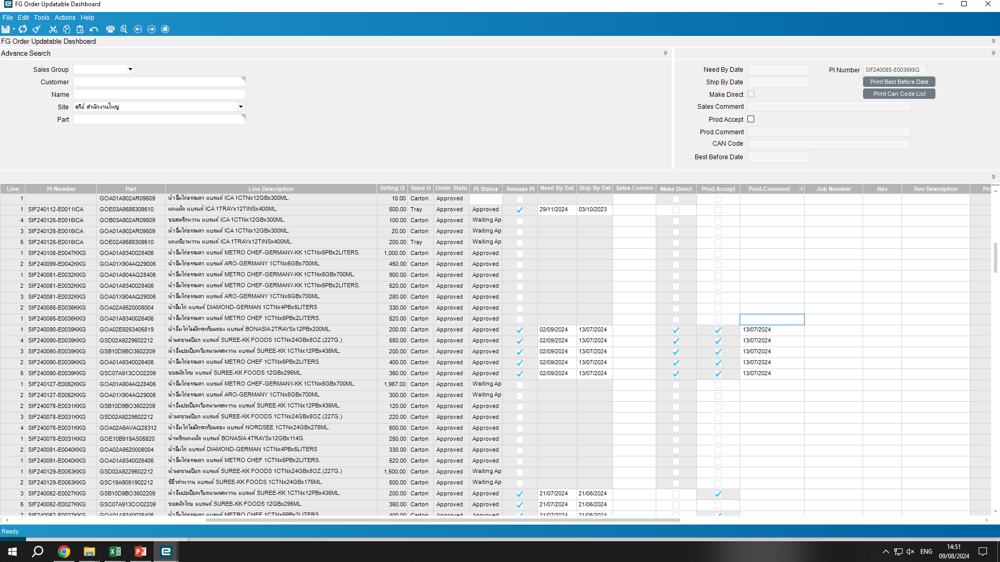 FG Order Updatable Dashboard
File Edit Tools Actions Help
FG Order Updatable Dashboard
Advance Search
Sales Group
Customer
Name
Site สุรีย์ สำนักงานใหญ่
Part
Need By Date PI Number SIF240085-E0036KKG
Ship By Date Print Best Before Date
Make Direct Print Can Code List
Sales Comment
Prod Accept
Prod.Comment
CAN Code
Best Before Date
Line PI Number Part Line Description Selling Q Sales U Order Statu PI Status Release PI Need By Dat Ship By Dat Sales Comme Make Direct Prod Accept Prod.Comment Job Number Rev Rev Description Pro
1 GOA01A902AR09509 น้ำจิ้มไก่ธรรมดา แบรนด์ ICA 1CTNx12GBx300ML. 10.00 Carton Approved
1 SIF240112-E0011ICA GOE03A9586309510 แกงเผ็ด แบรนด์ ICA 1TRAYx12TINSx400ML. 500.00 Tray Approved Approved 29/11/2024 03/10/2023
4 SIF240126-E0016ICA GOB03A902AR09509 ซอสพริกหวาน แบรนด์ ICA 1CTNx12GBx300ML. 100.00 Carton Approved Waiting Ap
3 SIF240126-E0016ICA GOA01A902AR09509 น้ำจิ้มไก่ธรรมดา แบรนด์ ICA 1CTNx12GBx300ML. 20.00 Carton Approved Waiting Ap
5 SIF240126-E0016ICA GOE02A9586309510 แกงเขียวหวาน แบรนด์ ICA 1TRAYx12TINSx400ML. 200.00 Tray Approved Waiting Ap
1 SIF240108-E0047KKG GOA01A9340028406 น้ำจิ้มไก่ธรรมดา แบรนด์ METRO CHEF-GERMANY-KK 1CTNx6PBx2LITERS. 1,000.00 Carton Approved Approved
2 SIF240099-E0042KKG GOA01X904AQ29006 น้ำจิ้มไก่ธรรมดา แบรนด์ ARO-GERMANY 1CTNx6GBx700ML. 450.00 Carton Approved Approved
1 SIF240081-E0032KKG GOA01A904AQ28406 น้ำจิ้มไก่ธรรมดา แบรนด์ METRO CHEF-GERMANY-KK 1CTNx6GBx700ML. 900.00 Carton Approved Approved
2 SIF240081-E0032KKG GOA01A9340028406 น้ำจิ้มไก่ธรรมดา แบรนด์ METRO CHEF-GERMANY-KK 1CTNx6PBx2LITERS. 520.00 Carton Approved Approved
3 SIF240081-E0032KKG GOA01X904AQ29006 น้ำจิ้มไก่ธรรมดา แบรนด์ ARO-GERMANY 1CTNx6GBx700ML. 280.00 Carton Approved Approved
2 SIF240085-E0036KKG GOA02A9520008004 น้ำจิ้มไก่ แบรนด์ DIAMOND-GERMAN 1CTNx4PBx5LITERS 330.00 Carton Approved Approved
1 SIF240085-E0036KKG GOA01A9340026406 น้ำจิ้มไก่ธรรมดา แบรนด์ METRO CHEF 1CTNx6PBx2LITERS. 520.00 Carton Approved Approved
1 SIF240090-E0039KKG GOA02E9263405819 น้ำจิ้มไก่ไม่มีกระเทียมดอง แบรนด์ BONASIA 2TRAYSx12PBx200ML. 200.00 Carton Approved Approved 02/09/2024 13/07/2024 13/07/2024
4 SIF240090-E0039KKG GSD02A9229602212 น้ำมะขามเปียก แบรนด์ SUREE-KK FOODS 1CTNx24GBx8OZ.(227G.) 550.00 Carton Approved Approved 02/09/2024 13/07/2024 13/07/2024
3 SIF240090-E0039KKG GSB10D9BO3602209 น้ำจิ้มปอเปี๊ยะเวียดนามรสหวาน แบรนด์ SUREE-KK 1CTNx12PBx435ML. 200.00 Carton Approved Approved 02/09/2024 13/07/2024 13/07/2024
2 SIF240090-E0039KKG GOA01A9340026406 น้ำจิ้มไก่ธรรมดา แบรนด์ METRO CHEF 1CTNx6PBx2LITERS. 400.00 Carton Approved Approved 02/09/2024 13/07/2024 13/07/2024
5 SIF240090-E0039KKG GSC07A913CO02209 ซอสผัดไทย แบรนด์ SUREE-KK FOODS 12GBx295ML. 360.00 Carton Approved Approved 02/09/2024 13/07/2024 13/07/2024
1 SIF240127-E0052KKG GOA01A904AQ28406 น้ำจิ้มไก่ธรรมดา แบรนด์ METRO CHEF-GERMANY-KK 1CTNx6GBx700ML. 1,967.00 Carton Approved Waiting Ap
2 SIF240127-E0052KKG GOA01X904AQ29006 น้ำจิ้มไก่ธรรมดา แบรนด์ ARO-GERMANY 1CTNx6GBx700ML. 300.00 Carton Approved Waiting Ap
2 SIF240078-E0031KKG GSB10D9BO3602209 น้ำจิ้มปอเปี๊ยะเวียดนามรสหวาน แบรนด์ SUREE-KK 1CTNx12PBx435ML. 120.00 Carton Approved Approved
3 SIF240078-E0031KKG GSD02A9229602212 น้ำมะขามเปียก แบรนด์ SUREE-KK FOODS 1CTNx24GBx8OZ.(227G.) 220.00 Carton Approved Approved
4 SIF240078-E0031KKG GOA02A9AVAQ28312 น้ำจิ้มไก่ไม่มีกระเทียมดอง แบรนด์ NORDSEE 1CTNx24GBx275ML. 600.00 Carton Approved Approved
1 SIF240078-E0031KKG GOE10B919AS05820 น้ำพริกแกงเผ็ด แบรนด์ BONASIA 4TRAYSx12GBx114G. 250.00 Carton Approved Approved
2 SIF240091-E0040KKG GOA02A9520008004 น้ำจิ้มไก่ แบรนด์ DIAMOND-GERMAN 1CTNx4PBx5LITERS 330.00 Carton Approved Approved
1 SIF240091-E0040KKG GOA01A9340026406 น้ำจิ้มไก่ธรรมดา แบรนด์ METRO CHEF 1CTNx6PBx2LITERS. 520.00 Carton Approved Approved
1 SIF240129-E0053KKG GSD02A9229602212 น้ำมะขามเปียก แบรนด์ SUREE-KK FOODS 1CTNx24GBx8OZ.(227G.) 1,500.00 Carton Approved Waiting Ap
2 SIF240129-E0053KKG GSC19A9091902212 ซีอิ๊วดำหวาน แบรนด์ SUREE-KK FOODS 1CTNx24GBx175ML. 500.00 Carton Approved Waiting Ap
3 SIF240052-E0027KKG GSB10D9BO3602209 น้ำจิ้มปอเปี๊ยะเวียดนามรสหวาน แบรนด์ SUREE-KK 1CTNx12PBx435ML. 200.00 Carton Approved Approved 21/07/2024 21/06/2024
5 SIF240052-E0027KKG GSC07A913CO02209 ซอสผัดไทย แบรนด์ SUREE-KK FOODS 12GBx295ML. 360.00 Carton Approved Approved 21/07/2024 21/06/2024
2 SIF240052-E0027KKG GOA01A9340026406 น้ำจิ้มไก่ธรรมดา แบรนด์ METRO CHEF 1CTNx6PBx2LITERS. 400.00 Carton Approved Approved 21/07/2024 21/06/2024
Ready
ENG 14:51
09/08/2024